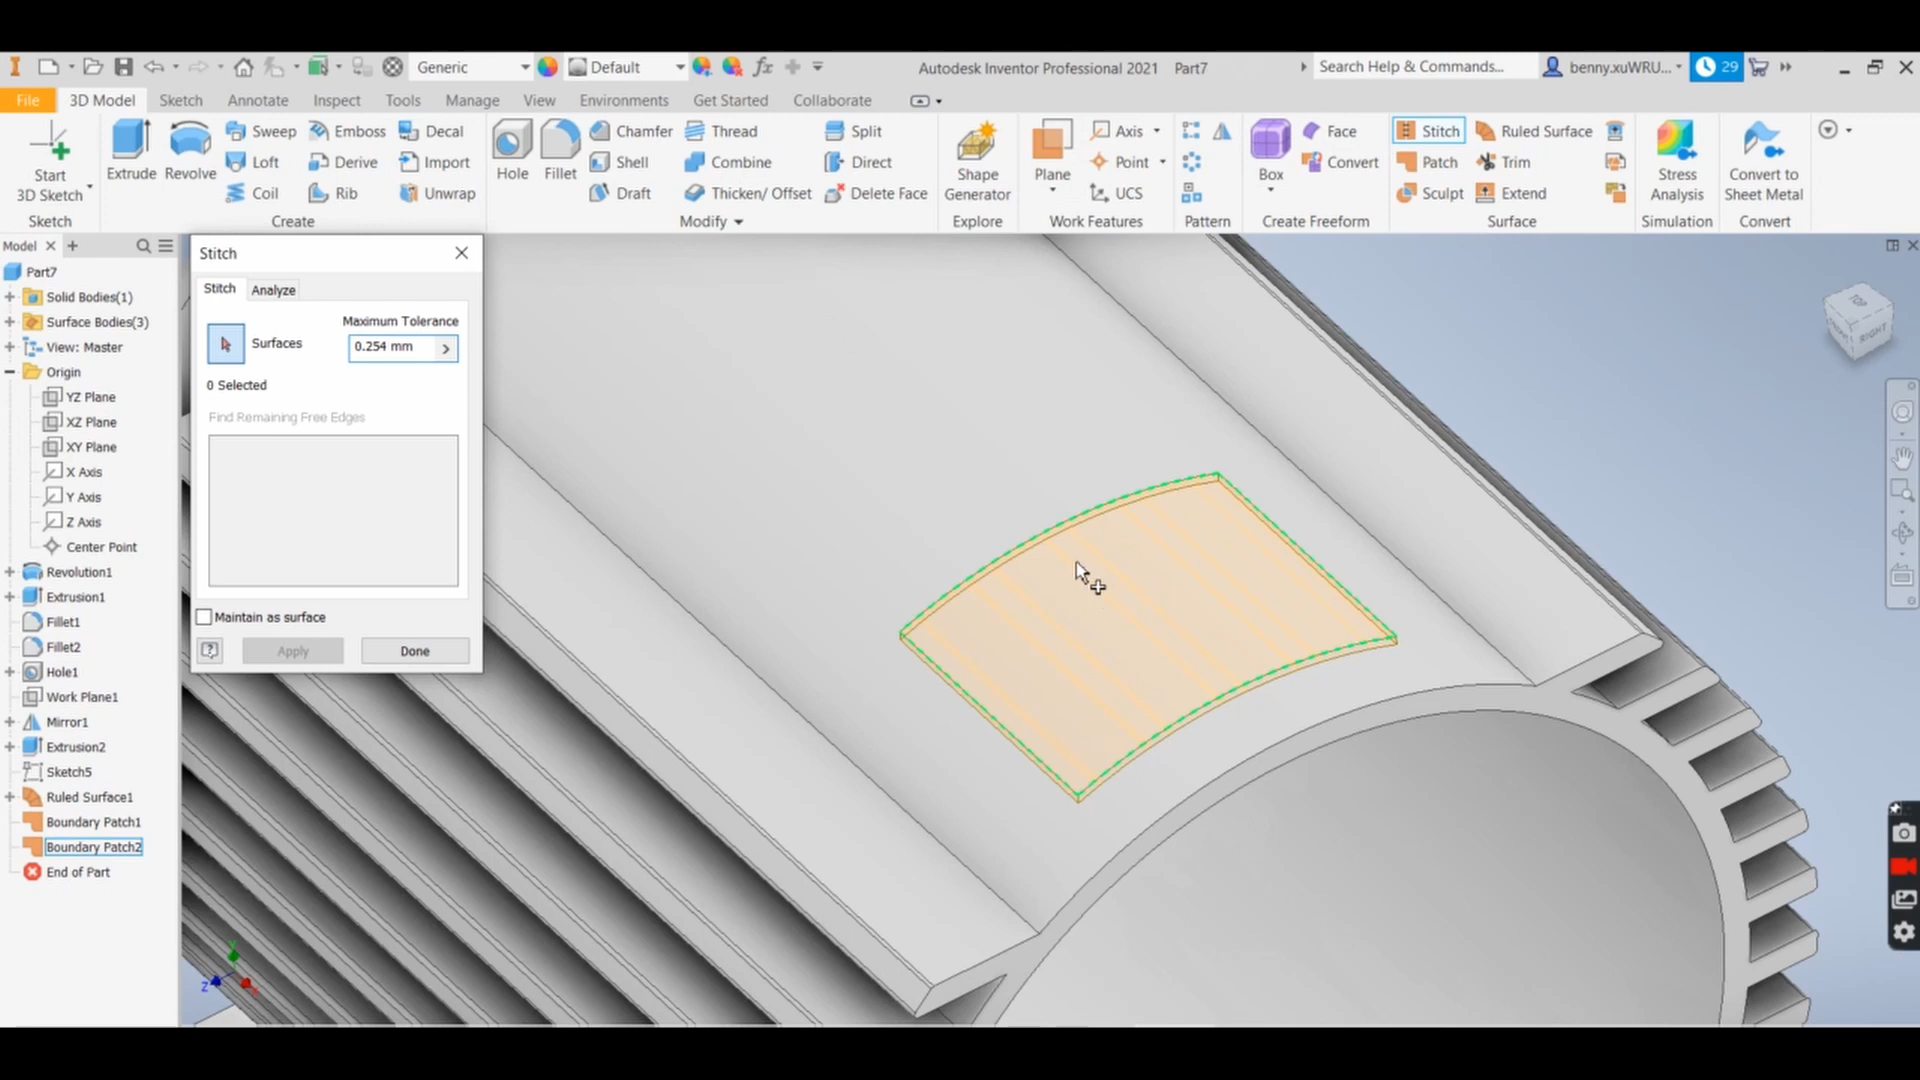 Generic
Default
Autodesk Inventor Professional 2021 Part7
Search Help & Commands...
benny.xuWRU...
29
File
3D Model
Sketch
Annotate
Inspect
Tools
Manage
View
Environments
Get Started
Collaborate
Start
3D Sketch
Sketch
Extrude
Revolve
Sweep
Loft
Coil
Emboss
Derive
Rib
Decal
Import
Unwrap
Create
Hole
Fillet
Chamfer
Shell
Draft
Thread
Combine
Thicken/ Offset
Split
Direct
Delete Face
Modify
Shape
Generator
Explore
Plane
Axis
Point
UCS
Work Features
Pattern
Box
Face
Convert
Create Freeform
Stitch
Patch
Sculpt
Ruled Surface
Trim
Extend
Surface
Stress
Analysis
Simulation
Convert to
Sheet Metal
Convert
Model
Part7
Solid Bodies(1)
Surface Bodies(3)
View: Master
Origin
YZ Plane
XZ Plane
XY Plane
X Axis
Y Axis
Z Axis
Center Point
Revolution1
Extrusion1
Fillet1
Fillet2
Hole1
Work Plane1
Mirror1
Extrusion2
Sketch5
Ruled Surface1
Boundary Patch1
Boundary Patch2
End of Part
Stitch
Stitch
Analyze
Surfaces
Maximum Tolerance
0.254 mm
0 Selected
Find Remaining Free Edges
Maintain as surface
Apply
Done
TOP
RIGHT
Y
Z